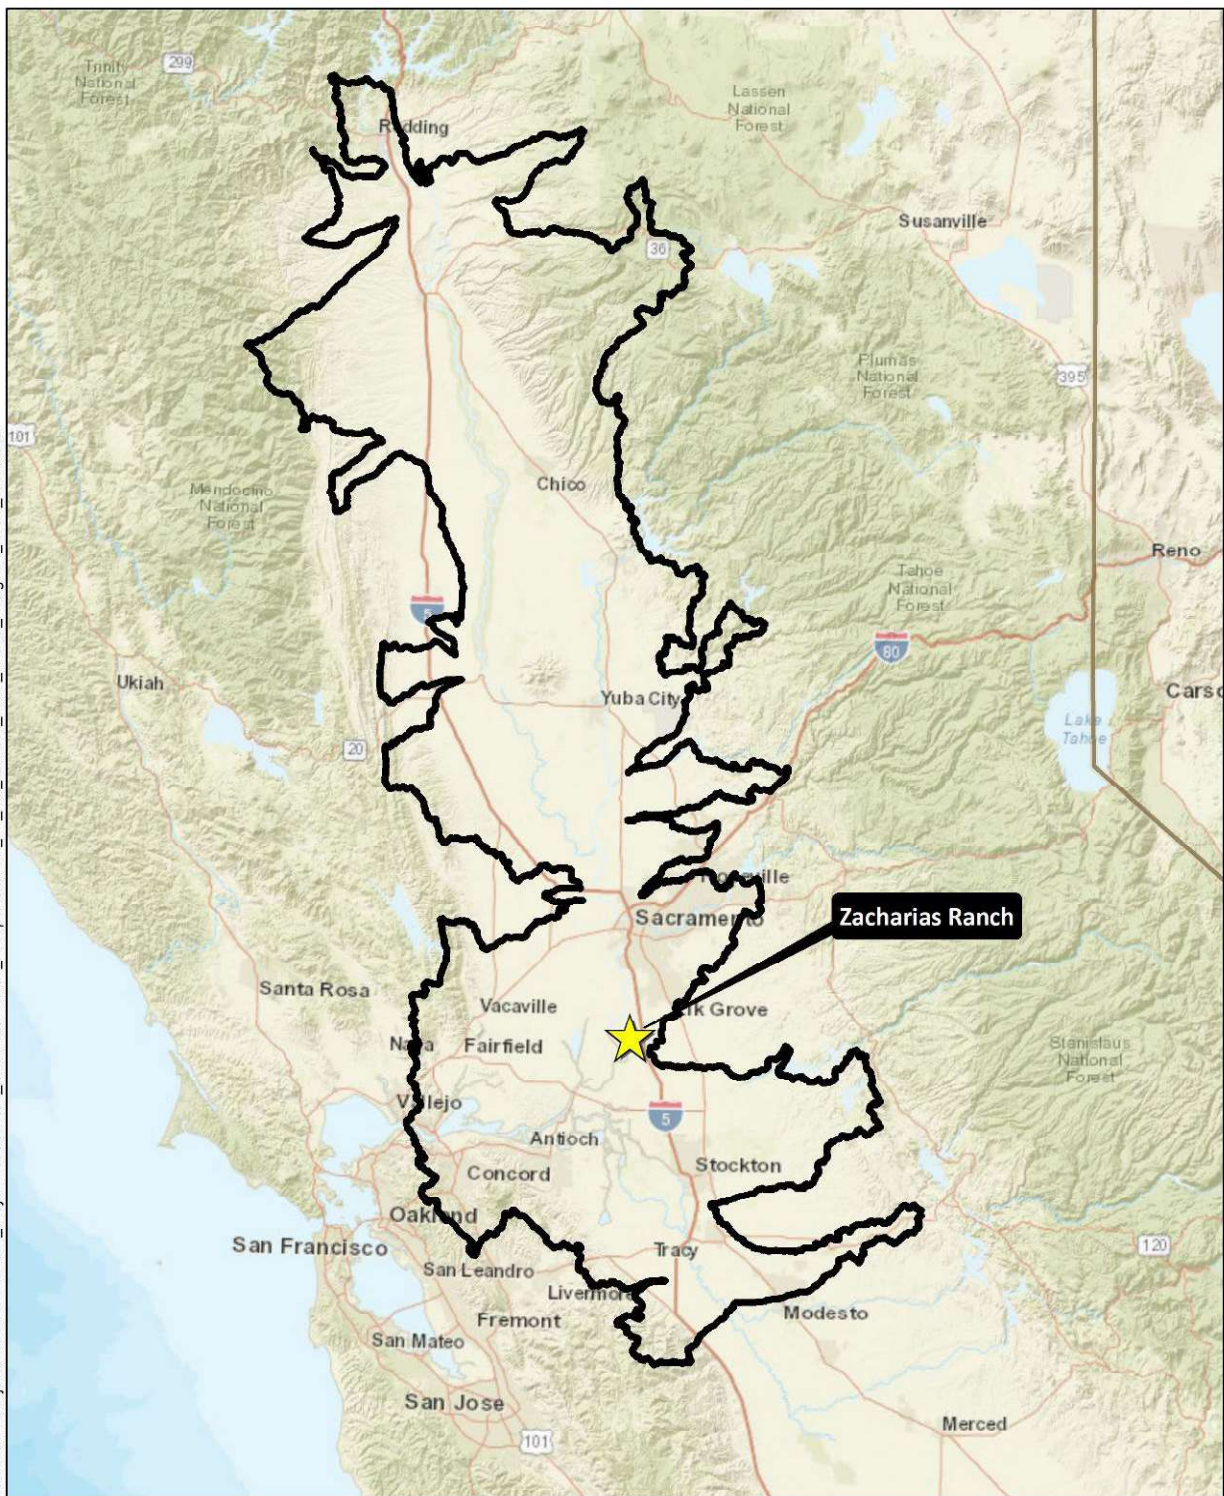 299
Trinity
National
Forest
Redding
Lassen
National
Forest
Susanville
36
Plumas
National
Forest
395
101
Chico
Mendocino
National
Forest
Reno
Tahoe
National
Forest
5
80
Ukiah
Yuba City
Carso
Lake
Tahoe
20
Roseville
Sacramento
Zacharias Ranch
Santa Rosa
Vacaville
Elk Grove
Napa
Fairfield
Stanislaus
National
Forest
Vallejo
5
Antioch
Stockton
Concord
Oakland
San Francisco
Tracy
120
San Leandro
Livermore
Fremont
Modesto
San Mateo
San Jose
Merced
101